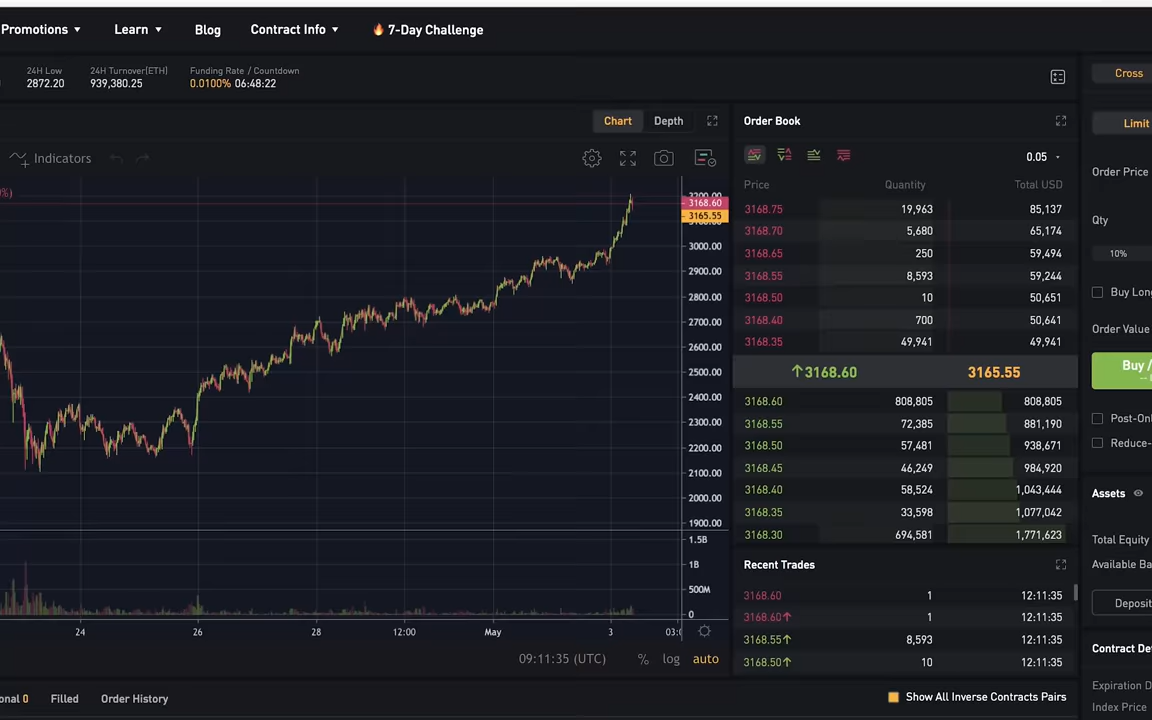 Promotions ▼ Learn ▼ Blog Contract Info ▼ 🔥 7-Day Challenge
24H Low 24H Turnover(ETH) Funding Rate / Countdown
2872.20 939,380.25 0.0100% 06:48:22
Cross
Chart Depth
Order Book
Limit
Indicators
0.05
Order Price
Price Quantity Total USD
%)
3200.00
3168.60
3165.55
3000.00
2900.00
2800.00
2700.00
2600.00
2500.00
2400.00
2300.00
2200.00
2100.00
2000.00
1900.00
1.5B
1B
500M
0
24 26 28 12:00 May 3 03:0
09:11:35 (UTC) % log auto
3168.75 19,963 85,137
3168.70 5,680 65,174
3168.65 250 59,494
3168.55 8,593 59,244
3168.50 10 50,651
3168.40 700 50,641
3168.35 49,941 49,941
↑3168.60 3165.55
3168.60 808,805 808,805
3168.55 72,385 881,190
3168.50 57,481 938,671
3168.45 46,249 984,920
3168.40 58,524 1,043,444
3168.35 33,598 1,077,042
3168.30 694,581 1,771,623
Recent Trades
3168.60 1 12:11:35
3168.60↑ 1 12:11:35
3168.55↑ 8,593 12:11:35
3168.50↑ 10 12:11:35
Qty
10%
Buy Long
Order Value
Buy /
Post-Onl
Reduce-
Assets
Total Equity
Available Ba
Deposit
Contract De
Expiration D
Index Price
onal 0 Filled Order History
Show All Inverse Contracts Pairs